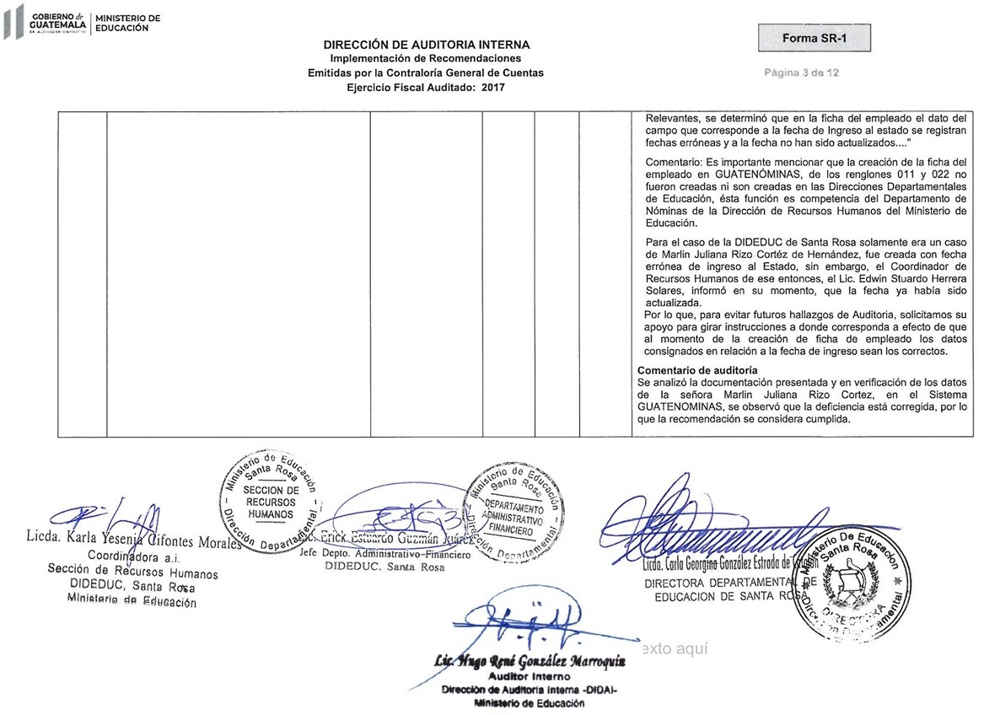 GOBIERNO de
GUATEMALA
MINISTERIO DE
EDUCACIÓN
DIRECCIÓN DE AUDITORIA INTERNA
Implementación de Recomendaciones
Emitidas por la Contraloría General de Cuentas
Ejercicio Fiscal Auditado: 2017
Forma SR-1
Página 3 de 12
Relevantes, se determinó que en la ficha del empleado el dato del
campo que corresponde a la fecha de Ingreso al estado se registran
fechas erróneas y a la fecha no han sido actualizados...."
Comentario: Es importante mencionar que la creación de la ficha del
empleado en GUATENÓMINAS, de los renglones 011 y 022 no
fueron creadas ni son creadas en las Direcciones Departamentales
de Educación, ésta función es competencia del Departamento de
Nóminas de la Dirección de Recursos Humanos del Ministerio de
Educación.
Para el caso de la DIDEDUC de Santa Rosa solamente era un caso
de Marlin Juliana Rizo Cortéz de Hernández, fue creada con fecha
errónea de ingreso al Estado, sin embargo, el Coordinador de
Recursos Humanos de ese entonces, el Lic. Edwin Stuardo Herrera
Solares, informó en su momento, que la fecha ya había sido
actualizada.
Por lo que, para evitar futuros hallazgos de Auditoria, solicitamos su
apoyo para girar instrucciones a donde corresponda a efecto de que
al momento de la creación de ficha de empleado los datos
consignados en relación a la fecha de ingreso sean los correctos.
Comentario de auditoría
Se analizó la documentación presentada y en verificación de los datos
de la señora Marlin Juliana Rizo Cortez, en el Sistema
GUATENOMINAS, se observó que la deficiencia está corregida, por lo
que la recomendación se considera cumplida.
Licda. Karla Yesenia Cifontes Morales
Coordinadora a.i.
Sección de Recursos Humanos
DIDEDUC, Santa Rosa
Ministerio de Educación
Ministerio de Educación
Santa Rosa
SECCION DE
RECURSOS
HUMANOS
Dirección Departamental
Lic. Erick Estuardo Guzmán Juárez
Jefe Depto. Administrativo-Financiero
DIDEDUC, Santa Rosa
Ministerio de Educación
Santa Rosa
DEPARTAMENTO
ADMINISTRATIVO
FINANCIERO
Dirección Departamental
Licda. Carla Georgina González Estrada de
DIRECTORA DEPARTAMENTAL DE
EDUCACION DE SANTA ROSA
Ministerio De Educacion
Santa Rosa
DIRECTORA
Dirección Departamental
exto aquí
Lic. Hugo René González Marroquín
Auditor Interno
Dirección de Auditoría Interna -DIDAI-
Ministerio de Educación